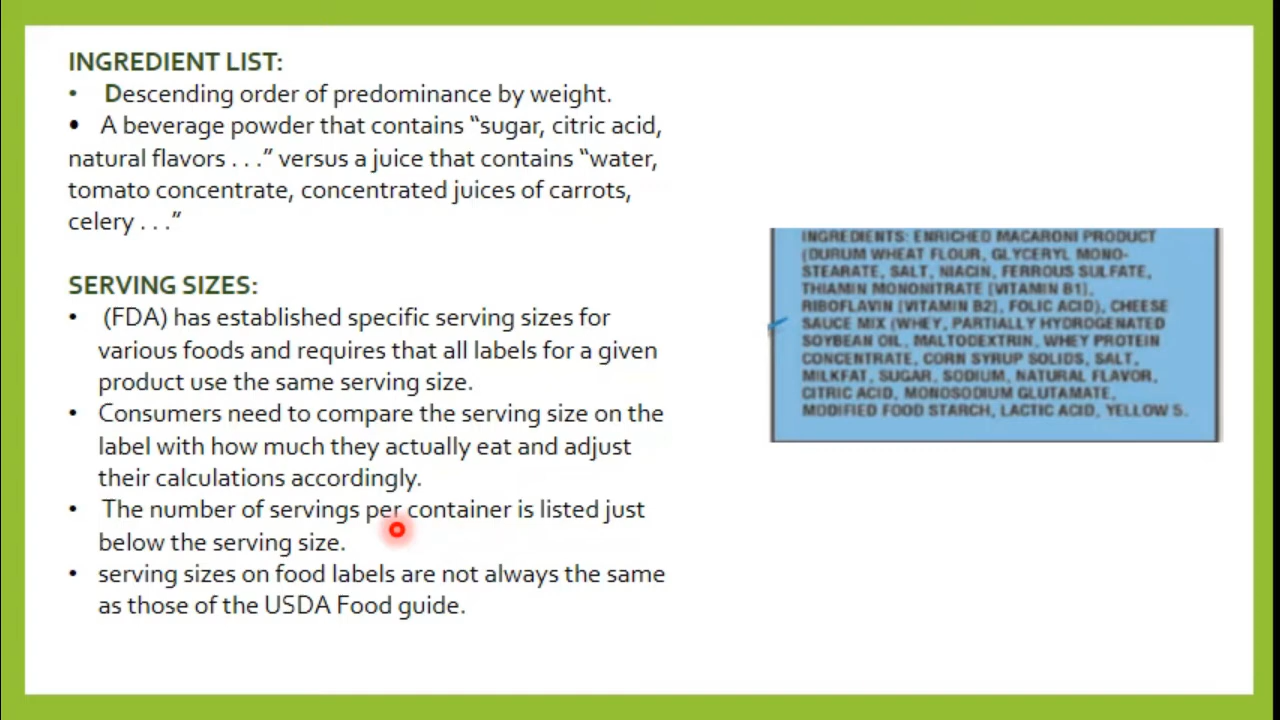 INGREDIENT LIST:
• Descending order of predominance by weight.
• A beverage powder that contains “sugar, citric acid,
natural flavors . . .” versus a juice that contains “water,
tomato concentrate, concentrated juices of carrots,
celery . . .”
SERVING SIZES:
• (FDA) has established specific serving sizes for
various foods and requires that all labels for a given
product use the same serving size.
• Consumers need to compare the serving size on the
label with how much they actually eat and adjust
their calculations accordingly.
• The number of servings per container is listed just
below the serving size.
• serving sizes on food labels are not always the same
as those of the USDA Food guide.
INGREDIENTS: ENRICHED MACARONI PRODUCT
(DURUM WHEAT FLOUR, GLYCERYL MONO-
STEARATE, SALT, NIACIN, FERROUS SULFATE,
THIAMIN MONONITRATE [VITAMIN B1],
RIBOFLAVIN [VITAMIN B2], FOLIC ACID), CHEESE
SAUCE MIX (WHEY, PARTIALLY HYDROGENATED
SOYBEAN OIL, MALTODEXTRIN, WHEY PROTEIN
CONCENTRATE, CORN SYRUP SOLIDS, SALT,
MILKFAT, SUGAR, SODIUM, NATURAL FLAVOR,
CITRIC ACID, MONOSODIUM GLUTAMATE,
MODIFIED FOOD STARCH, LACTIC ACID, YELLOW 5.